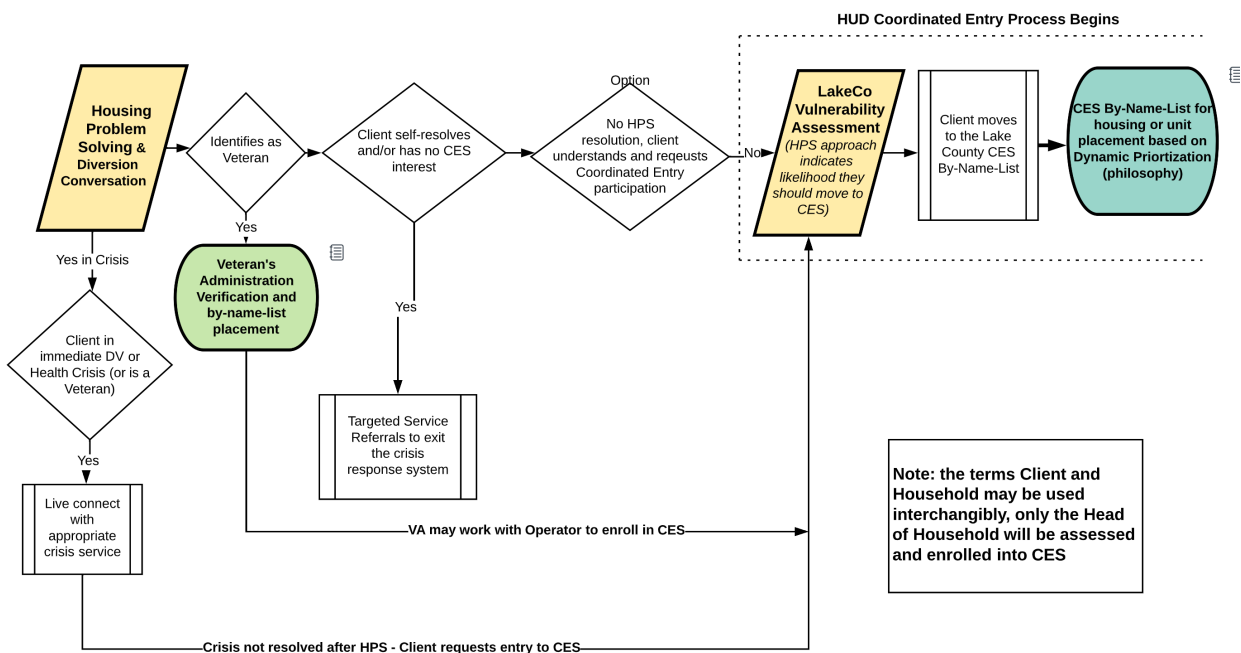 HUD Coordinated Entry Process Begins
Housing
Problem
Solving &
Diversion
Conversation
Identifies as
Veteran
Client self-resolves
and/or has no CES
interest
Option
No HPS
resolution, client
understands and reqeusts
Coordinated Entry
participation
No
LakeCo
Vulnerability
Assessment
(HPS approach
indicates
likelihood they
should move to
CES)
Client moves
to the Lake
County CES
By-Name-List
CES By-Name-List for
housing or unit
placement based on
Dynamic Priortization
(philosophy)
Yes in Crisis
Yes
Veteran's
Administration
Verification and
by-name-list
placement
Yes
Client in
immediate DV or
Health Crisis (or is a
Veteran)
Targeted Service
Referrals to exit
the crisis
response system
Yes
Live connect
with
appropriate
crisis service
VA may work with Operator to enroll in CES
Note: the terms Client and
Household may be used
interchangibly, only the Head
of Household will be assessed
and enrolled into CES
Crisis not resolved after HPS - Client requests entry to CES